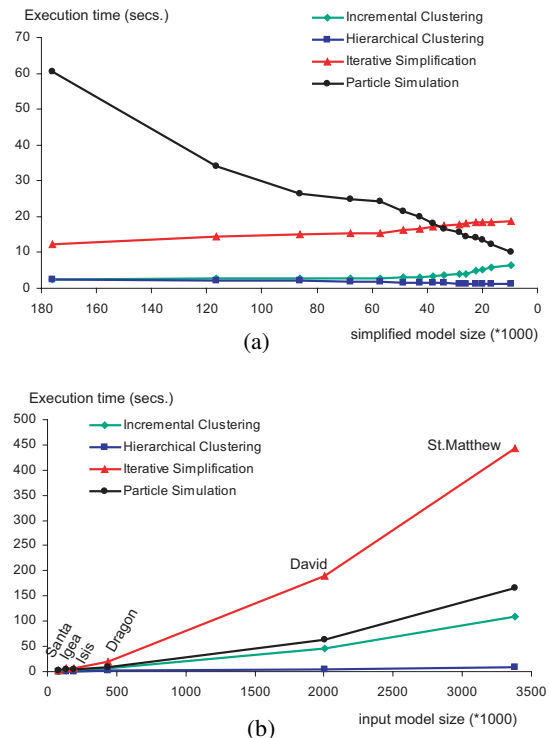 Execution time (secs.)
Incremental Clustering
Hierarchical Clustering
Iterative Simplification
Particle Simulation
70
60
50
40
30
20
10
0
180 160 140 120 100 80 60 40 20 0
simplified model size (*1000)
(a)
Execution time (secs.)
Incremental Clustering
Hierarchical Clustering
Iterative Simplification
Particle Simulation
500
450
400
350
300
250
200
150
100
50
0
St.Matthew
David
Santa
Igea
Isis
Dragon
0 500 1000 1500 2000 2500 3000 3500
input model size (*1000)
(b)